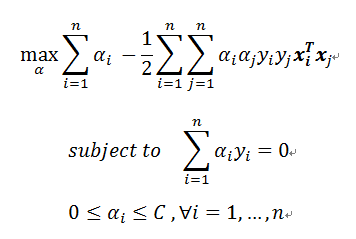 max_α ∑_{i=1}^{n} α_i − 1/2 ∑_{i=1}^{n} ∑_{j=1}^{n} α_i α_j y_i y_j x_i^T x_j
subject to ∑_{i=1}^{n} α_i y_i = 0↵
0 ≤ α_i ≤ C , ∀i = 1, … , n↵